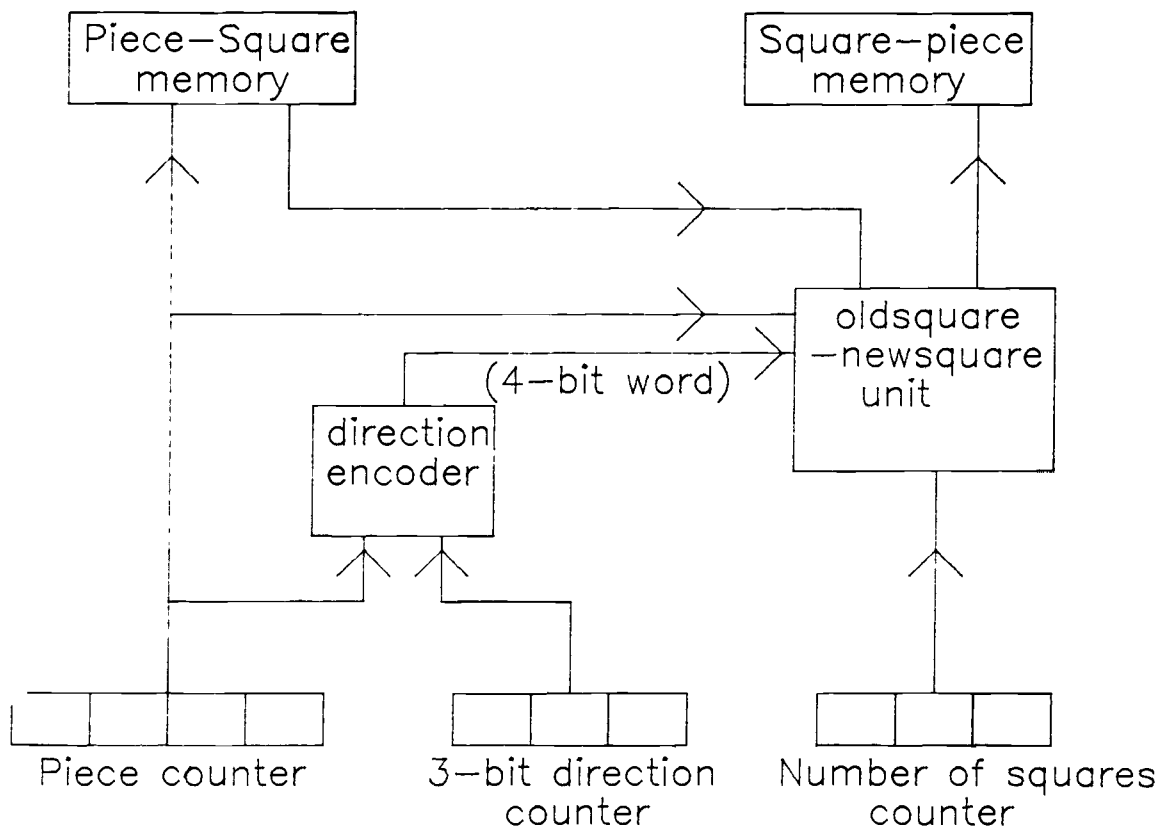 Piece-Square
memory
Square-piece
memory
oldsquare
-newsquare
unit
(4-bit word)
direction
encoder
Piece counter
3-bit direction
counter
Number of squares
counter